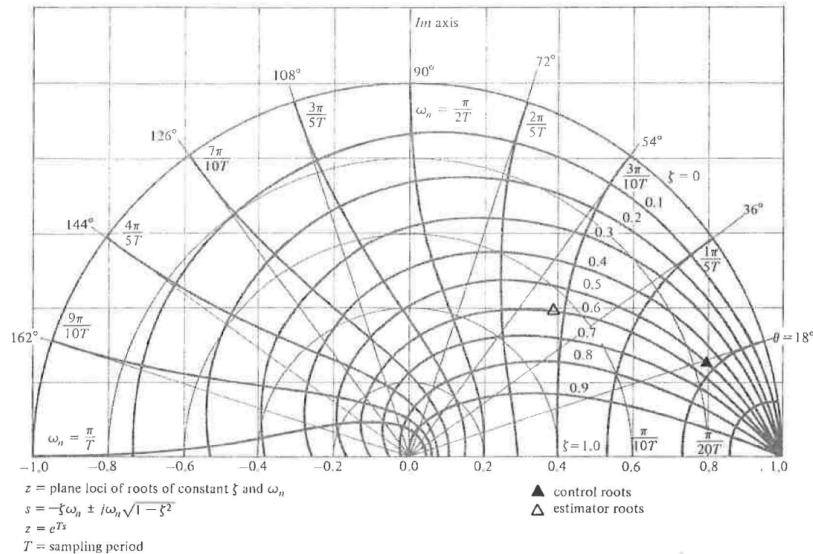 Im axis
90°
72°
108°
54°
126°
36°
144°
162°
θ = 18°
ωₙ = π/2T
3π/5T
2π/5T
7π/10T
3π/10T
ζ = 0
4π/5T
1π/5T
9π/10T
0.1
0.2
0.3
0.4
0.5
0.6
0.7
0.8
0.9
ωₙ = π/T
ζ = 1.0
π/10T
π/20T
−1,0 −0.8 −0.6 −0.4 −0.2 0.0 0,2 0.4 0,6 0,8 1,0
z = plane loci of roots of constant ζ and ωₙ
s = −ζωₙ ± jωₙ√1 − ζ²
z = eᵀˢ
T = sampling period
▲ control roots
△ estimator roots